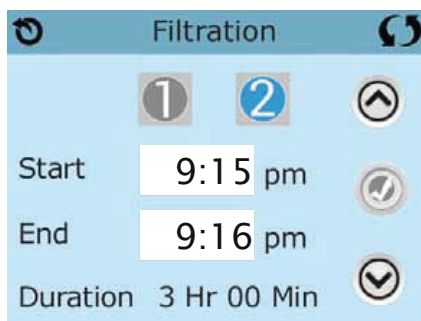 Filtration
1 2
Start 9:15 pm
End 9:16 pm
Duration 3 Hr 00 Min